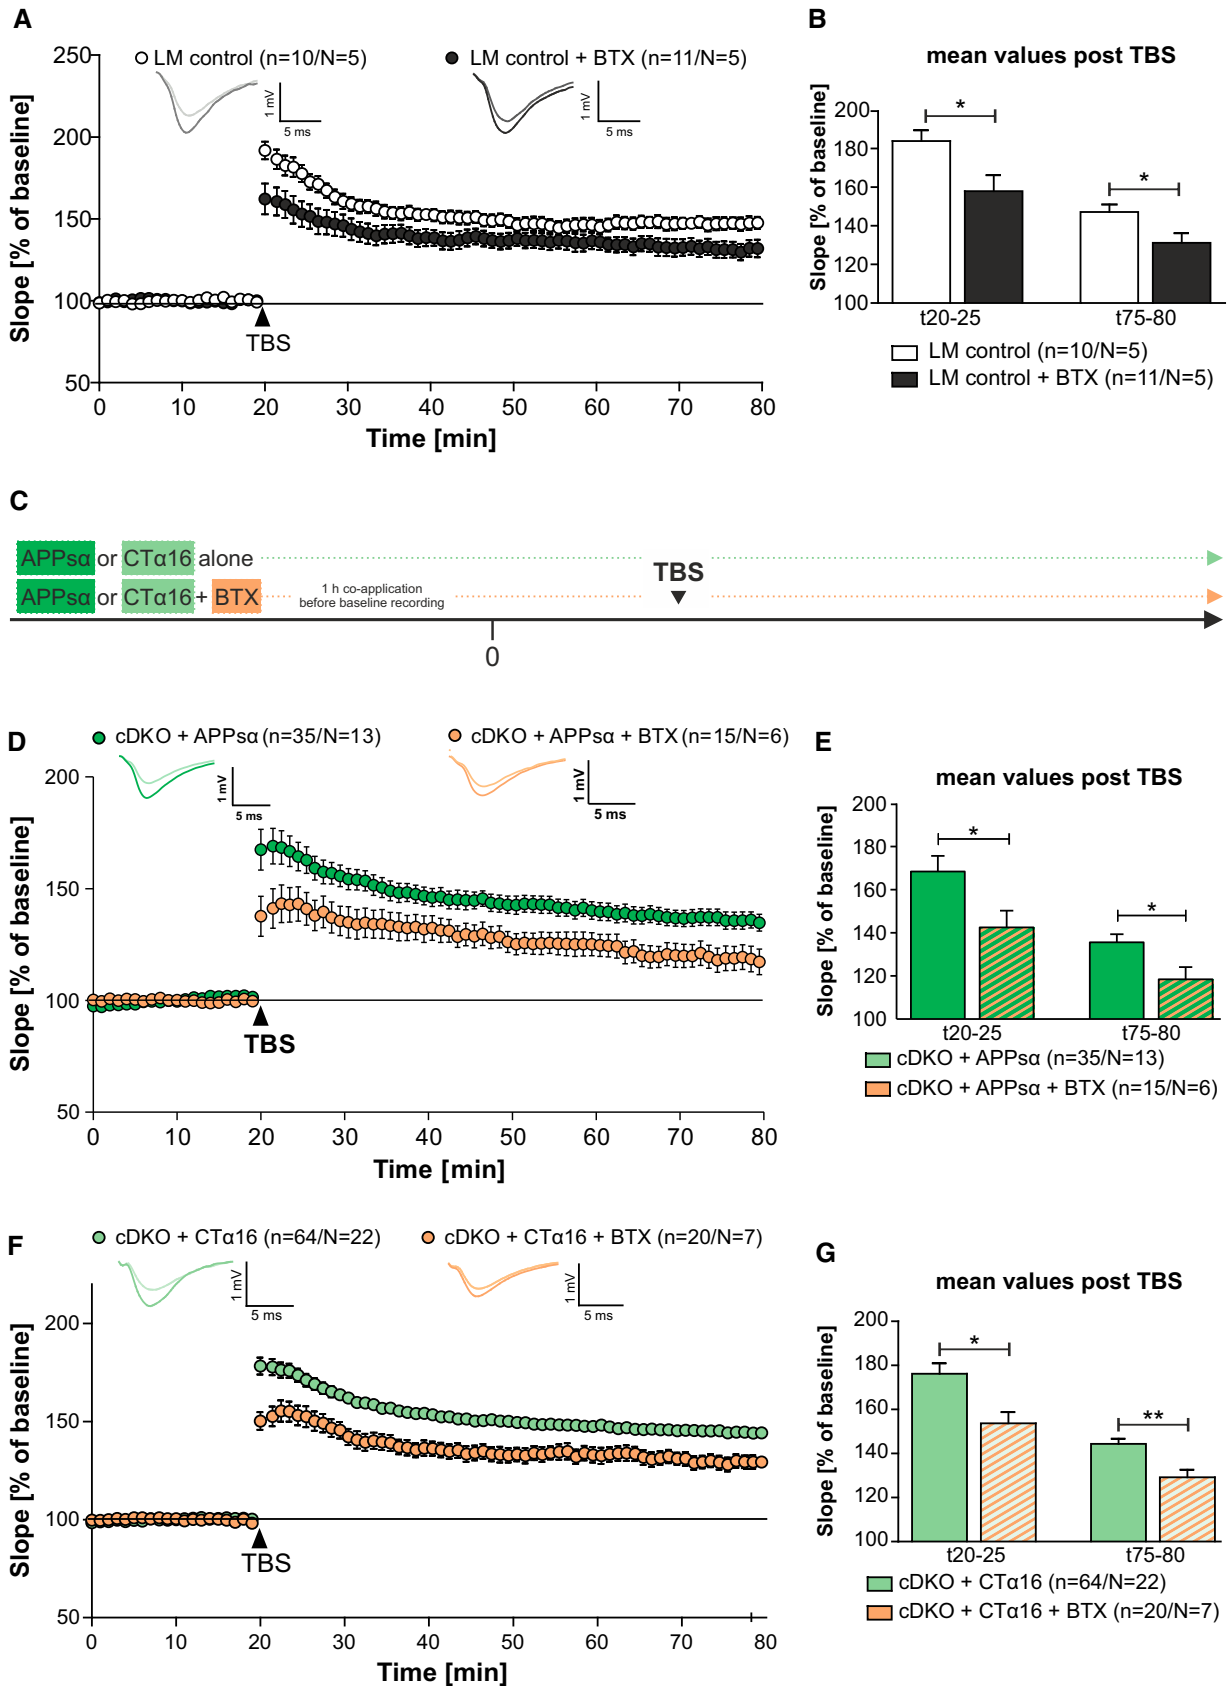 A
LM control (n=10/N=5)
LM control + BTX (n=11/N=5)
1 mV
5 ms
1 mV
5 ms
Slope [% of baseline]
250
200
150
100
50
TBS
0 10 20 30 40 50 60 70 80
Time [min]
B
mean values post TBS
Slope [% of baseline]
200
180
160
140
120
100
*
*
t20-25 t75-80
LM control (n=10/N=5)
LM control + BTX (n=11/N=5)
C
APPsα or CTα16 alone
APPsα or CTα16 + BTX
1 h co-application
before baseline recording
TBS
0
D
cDKO + APPsα (n=35/N=13)
cDKO + APPsα + BTX (n=15/N=6)
1 mV
5 ms
1 mV
5 ms
Slope [% of baseline]
200
150
100
50
TBS
0 10 20 30 40 50 60 70 80
Time [min]
E
mean values post TBS
Slope [% of baseline]
200
180
160
140
120
100
*
*
t20-25 t75-80
cDKO + APPsα (n=35/N=13)
cDKO + APPsα + BTX (n=15/N=6)
F
cDKO + CTα16 (n=64/N=22)
cDKO + CTα16 + BTX (n=20/N=7)
1 mV
5 ms
1 mV
5 ms
Slope [% of baseline]
200
150
100
50
TBS
0 10 20 30 40 50 60 70 80
Time [min]
G
mean values post TBS
Slope [% of baseline]
200
180
160
140
120
100
*
**
t20-25 t75-80
cDKO + CTα16 (n=64/N=22)
cDKO + CTα16 + BTX (n=20/N=7)